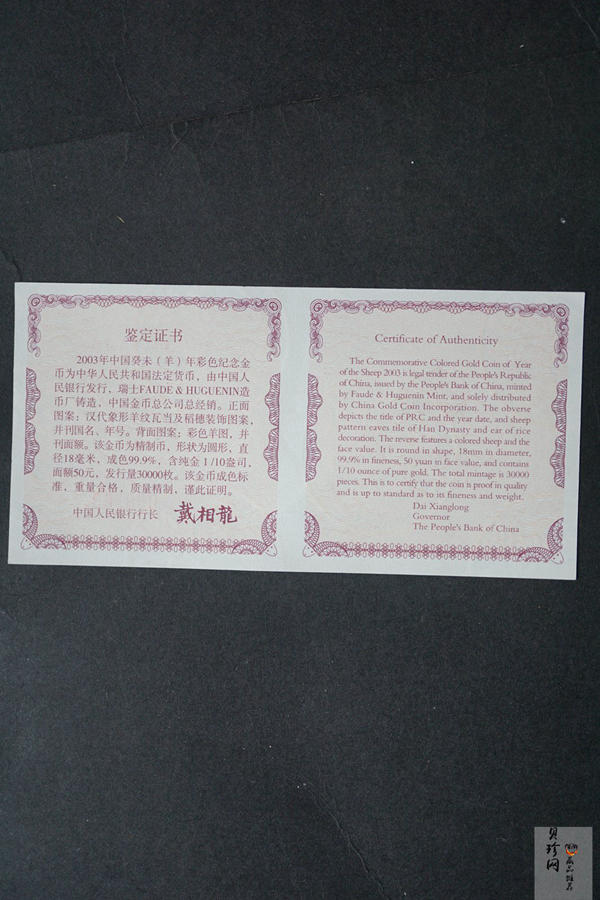 鉴定证书
2003年中国癸未（羊）年彩色纪念金
币为中华人民共和国法定货币，由中国人
民银行发行，瑞士FAUDE & HUGUENIN造
币厂铸造，中国金币总公司总经销。正面
图案：汉代象形羊纹瓦当及稻穗装饰图案，
并刊国名、年号。背面图案：彩色羊图，并
刊面额。该金币为精制币，形状为圆形，直
径18毫米，成色99.9%，含纯金 1/10盎司，
面额50元，发行量30000枚。该金币成色标
准，重量合格，质量精制，谨此证明。
中国人民银行行长 戴相龍
Certificate of Authenticity
The Commemorative Colored Gold Coin of Year
of the Sheep 2003 is legal tender of the People's Republic
of China, issued by the People's Bank of China, minted
by Faude & Huguenin Mint, and solely distributed
by China Gold Coin Incorporation. The obverse
depicts the title of PRC and the year date, and sheep
pattern eaves tile of Han Dynasty and ear of rice
decoration. The reverse features a colored sheep and the
face value. It is round in shape, 18mm in diameter,
99.9% in fineness, 50 yuan in face value, and contains
1/10 ounce of pure gold. The total mintage is 30000
pieces. This is to certify that the coin is proof in quality
and is up to standard as to its fineness and weight.
Dai Xianglong
Governor
The People's Bank of China
贝珍网